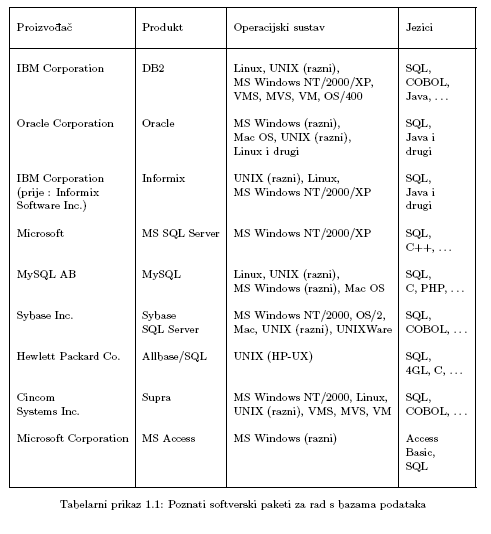 Proizvođač Produkt Operacijski sustav Jezici
IBM Corporation DB2 Linux, UNIX (razni), SQL,
MS Windows NT/2000/XP, COBOL,
VMS, MVS, VM, OS/400 Java, ...
Oracle Corporation Oracle MS Windows (razni), SQL,
Mac OS, UNIX (razni), Java i
Linux i drugi drugi
IBM Corporation Informix UNIX (razni), Linux, SQL,
(prije : Informix MS Windows NT/2000/XP Java i
Software Inc.) drugi
Microsoft MS SQL Server MS Windows NT/2000/XP SQL,
C++, ...
MySQL AB MySQL Linux, UNIX (razni), SQL,
MS Windows (razni), Mac OS C, PHP, ...
Sybase Inc. Sybase MS Windows NT/2000, OS/2, SQL,
SQL Server Mac, UNIX (razni), UNIXWare COBOL, ...
Hewlett Packard Co. Allbase/SQL UNIX (HP-UX) SQL,
4GL, C, ...
Cincom Supra MS Windows NT/2000, Linux, SQL,
Systems Inc. UNIX (razni), VMS, MVS, VM COBOL, ...
Microsoft Corporation MS Access MS Windows (razni) Access
Basic,
SQL
Tabelarni prikaz 1.1: Poznati softverski paketi za rad s bazama podataka